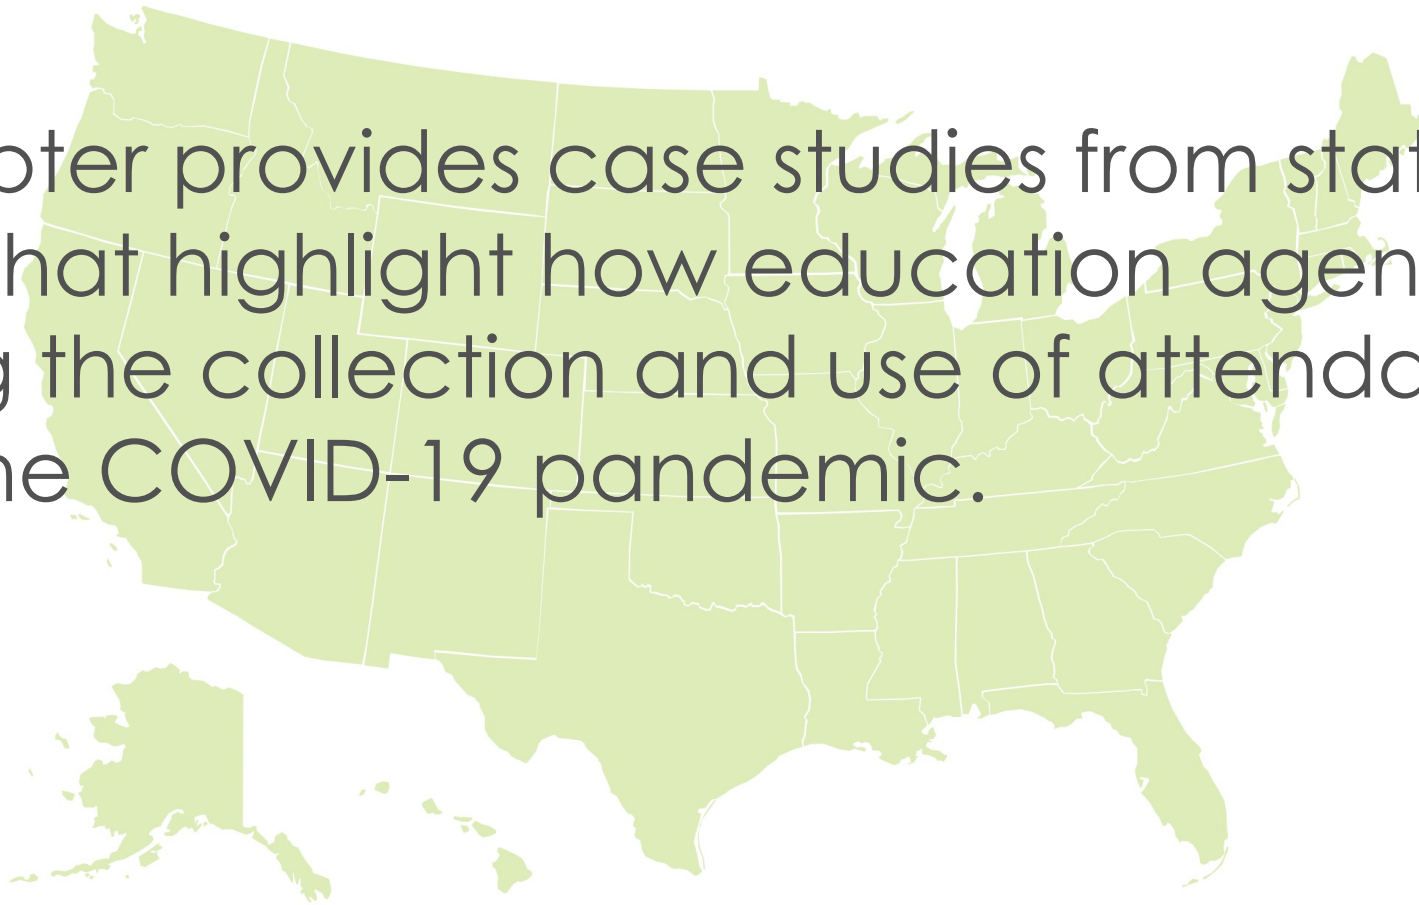 pter provides case studies from stat
hat highlight how education agen
g the collection and use of attenda
ne COVID-19 pandemic.